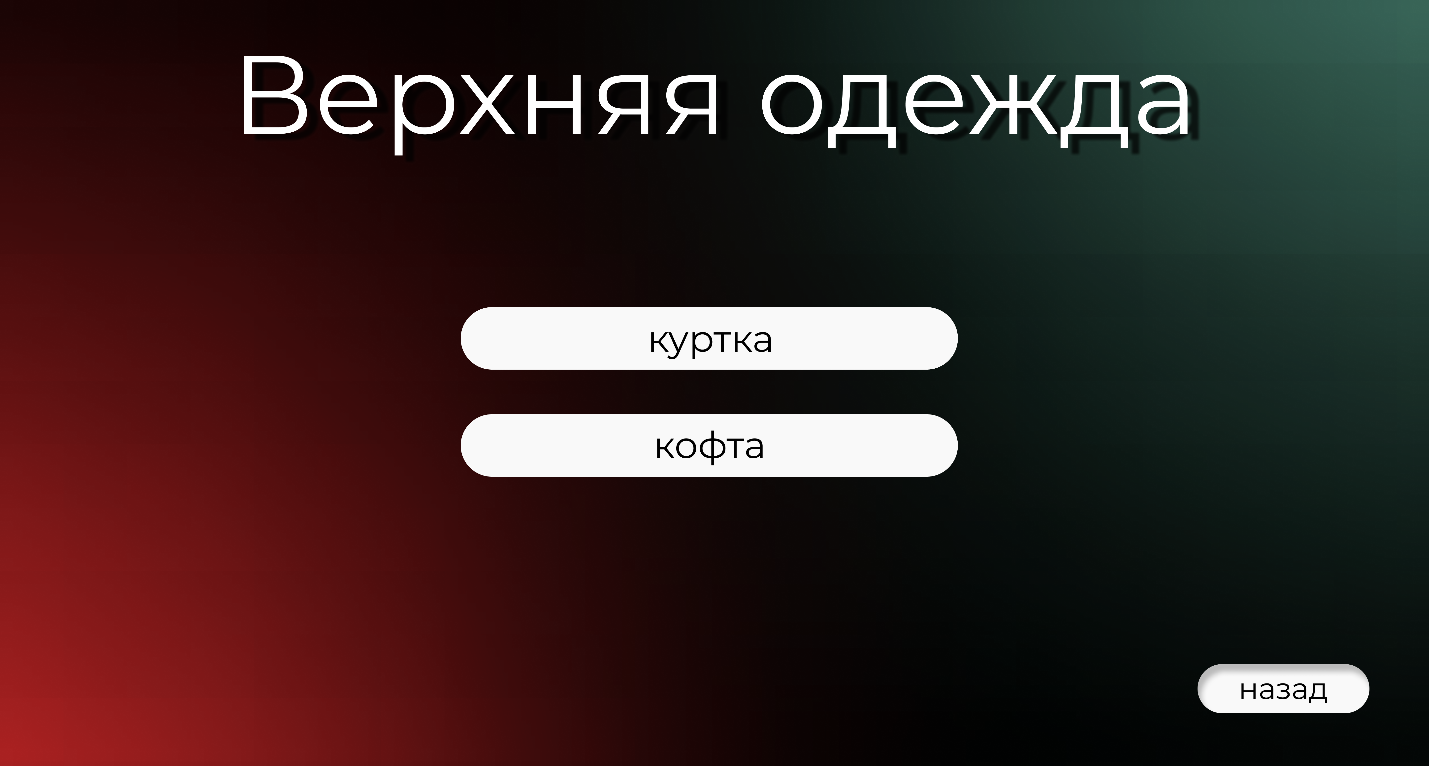 Верхняя одежда
куртка
кофта
назад